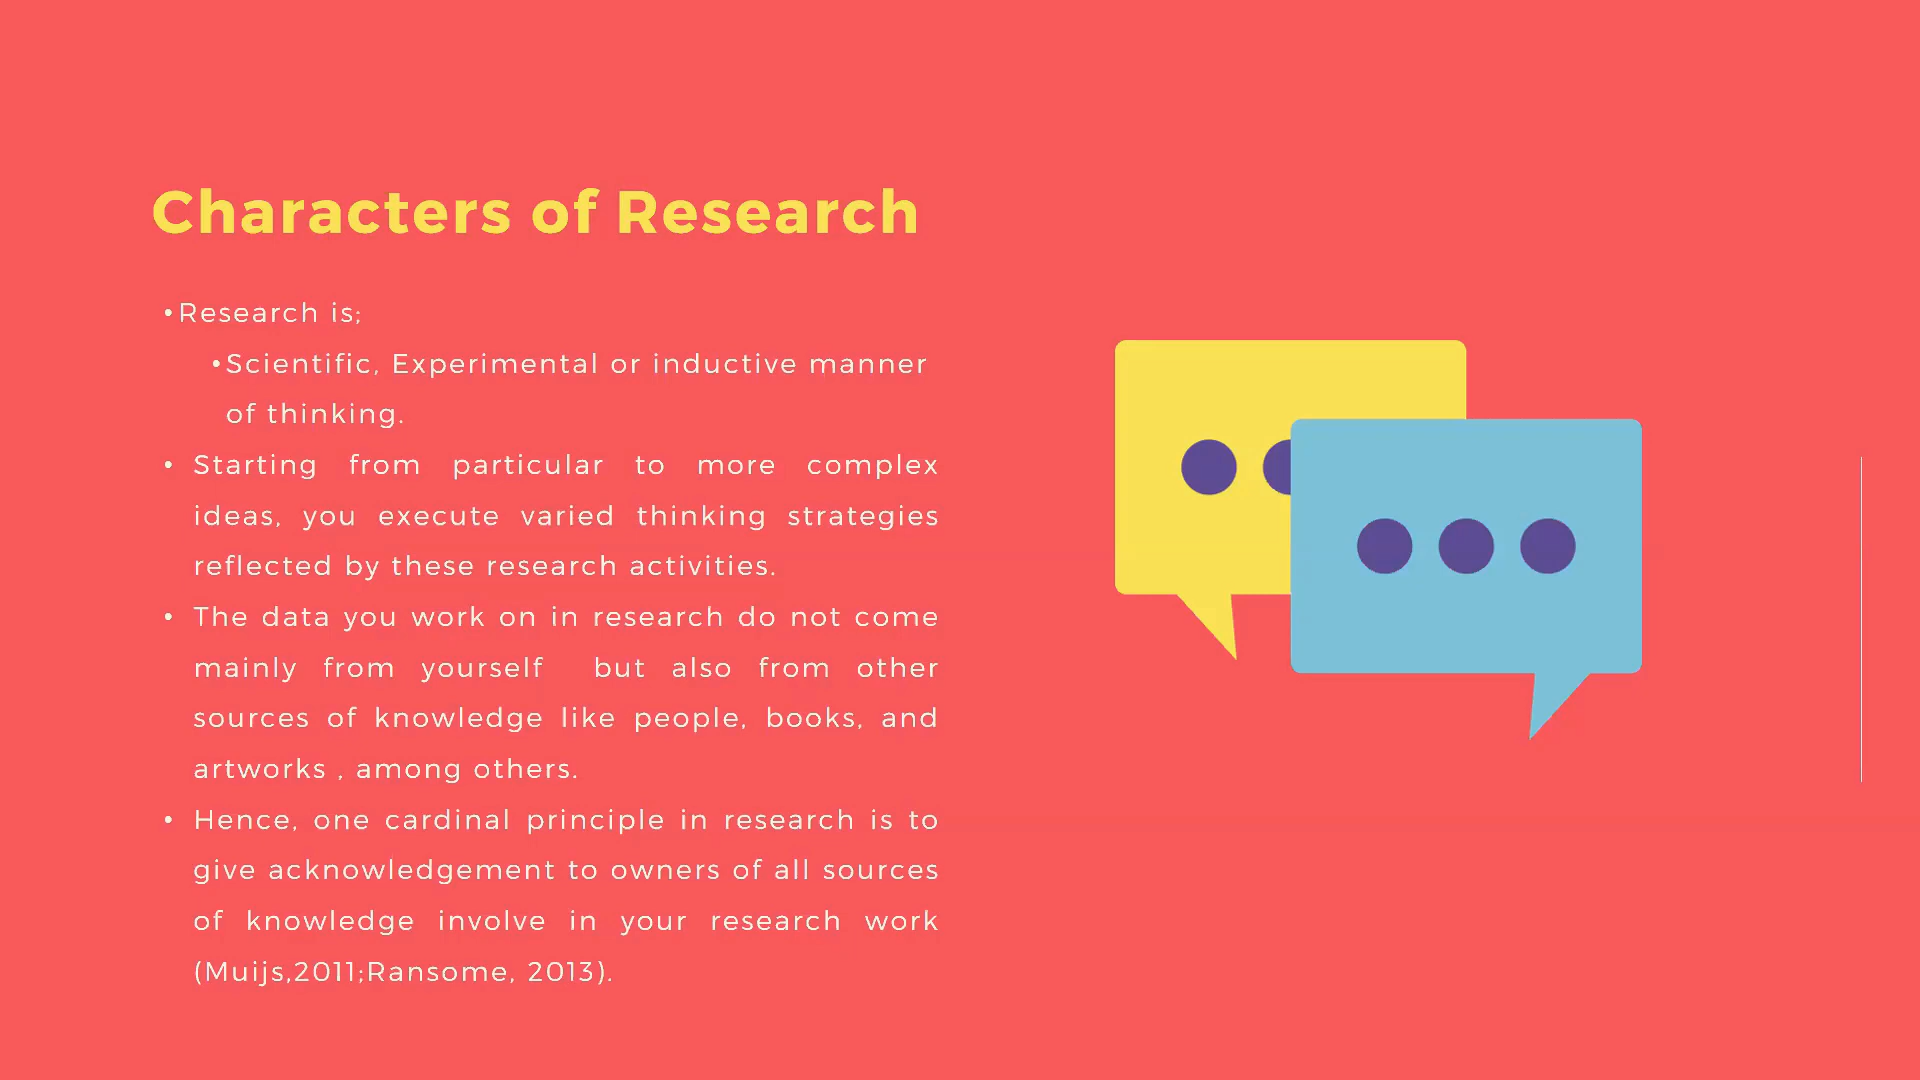 Characters of Research
•Research is;
•Scientific, Experimental or inductive manner
of thinking.
• Starting from particular to more complex
ideas, you execute varied thinking strategies
reflected by these research activities.
• The data you work on in research do not come
mainly from yourself but also from other
sources of knowledge like people, books, and
artworks , among others.
• Hence, one cardinal principle in research is to
give acknowledgement to owners of all sources
of knowledge involve in your research work
(Muijs,2011;Ransome, 2013).